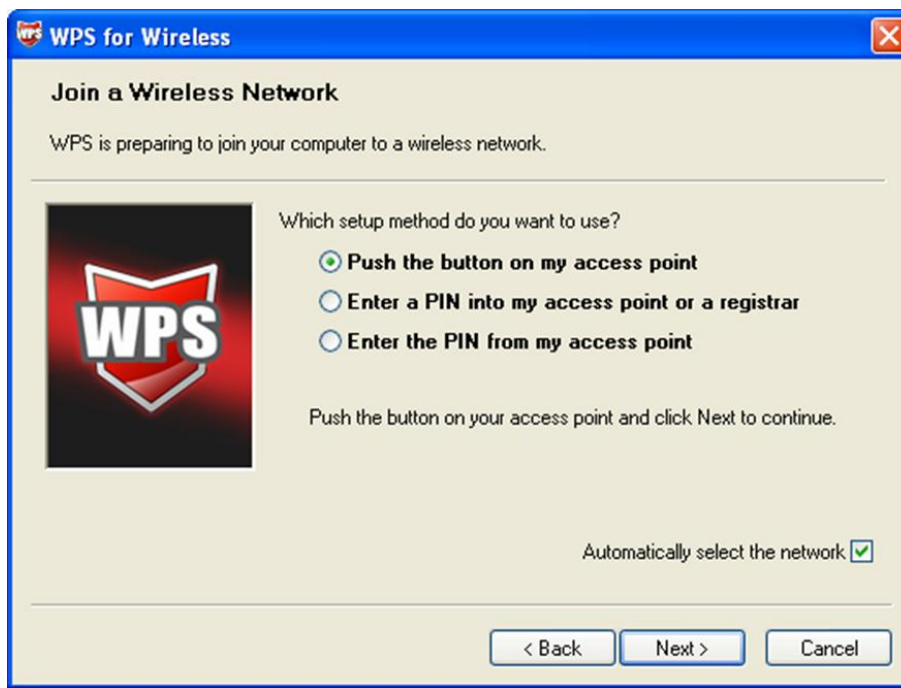 WPS WPS for Wireless
Join a Wireless Network
WPS is preparing to join your computer to a wireless network.
WPS
Which setup method do you want to use?
Push the button on my access point
Enter a PIN into my access point or a registrar
Enter the PIN from my access point
Push the button on your access point and click Next to continue.
Automatically select the network
< Back Next > Cancel